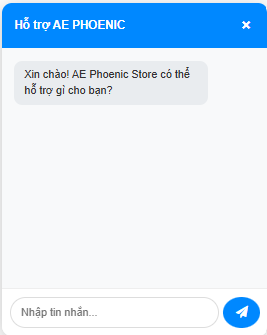 Hỗ trợ AE PHOENIC
Xin chào! AE Phoenic Store có thể
hỗ trợ gì cho bạn?
Nhập tin nhắn...